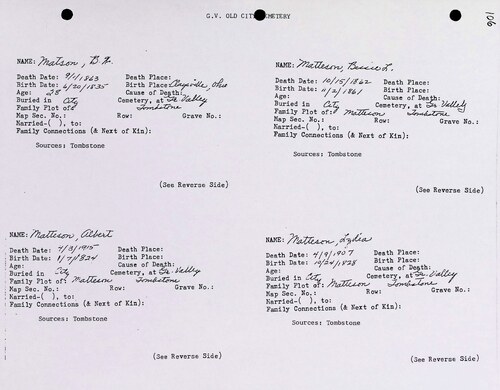 G.V. OLD CITY CEMETERY
106
NAME: Matson, B.
Death Date: 9/1/1863 Death Place:
Birth Date: 6/20/1835 Birth Place: Claysville, Ohio
Age: 28 Cause of Death:
Buried in City Cemetery, at Gr. Valley
Family Plot of: Tombstone
Map Sec. No.: Row: Grave No.:
Married-( ), to:
Family Connections (& Next of Kin):
Sources: Tombstone
(See Reverse Side)
NAME: Matteson, Bessie L.
Death Date: 10/15/1862 Death Place:
Birth Date: 4/2/1861 Birth Place:
Age: Cause of Death:
Buried in City Cemetery, at Gr. Valley
Family Plot of: Matteson Tombstone
Map Sec. No.: Row: Grave No.:
Married-( ), to:
Family Connections (& Next of Kin):
Sources: Tombstone
(See Reverse Side)
NAME: Matteson, Albert
Death Date: 7/3/1915 Death Place:
Birth Date: 1/7/1824 Birth Place:
Age: Cause of Death:
Buried in City Cemetery, at Gr. Valley
Family Plot of: Matteson Tombstone
Map Sec. No.: Row: Grave No.:
Married-( ), to:
Family Connections (& Next of Kin):
Sources: Tombstone
(See Reverse Side)
NAME: Matteson, Lydia
Death Date: 4/9/1907 Death Place:
Birth Date: 10/24/1828 Birth Place:
Age: Cause of Death:
Buried in City Cemetery, at Gr. Valley
Family Plot of: Matteson Tombstone
Map Sec. No.: Row: Grave No.:
Married-( ), to:
Family Connections (& Next of Kin):
Sources: Tombstone
(See Reverse Side)